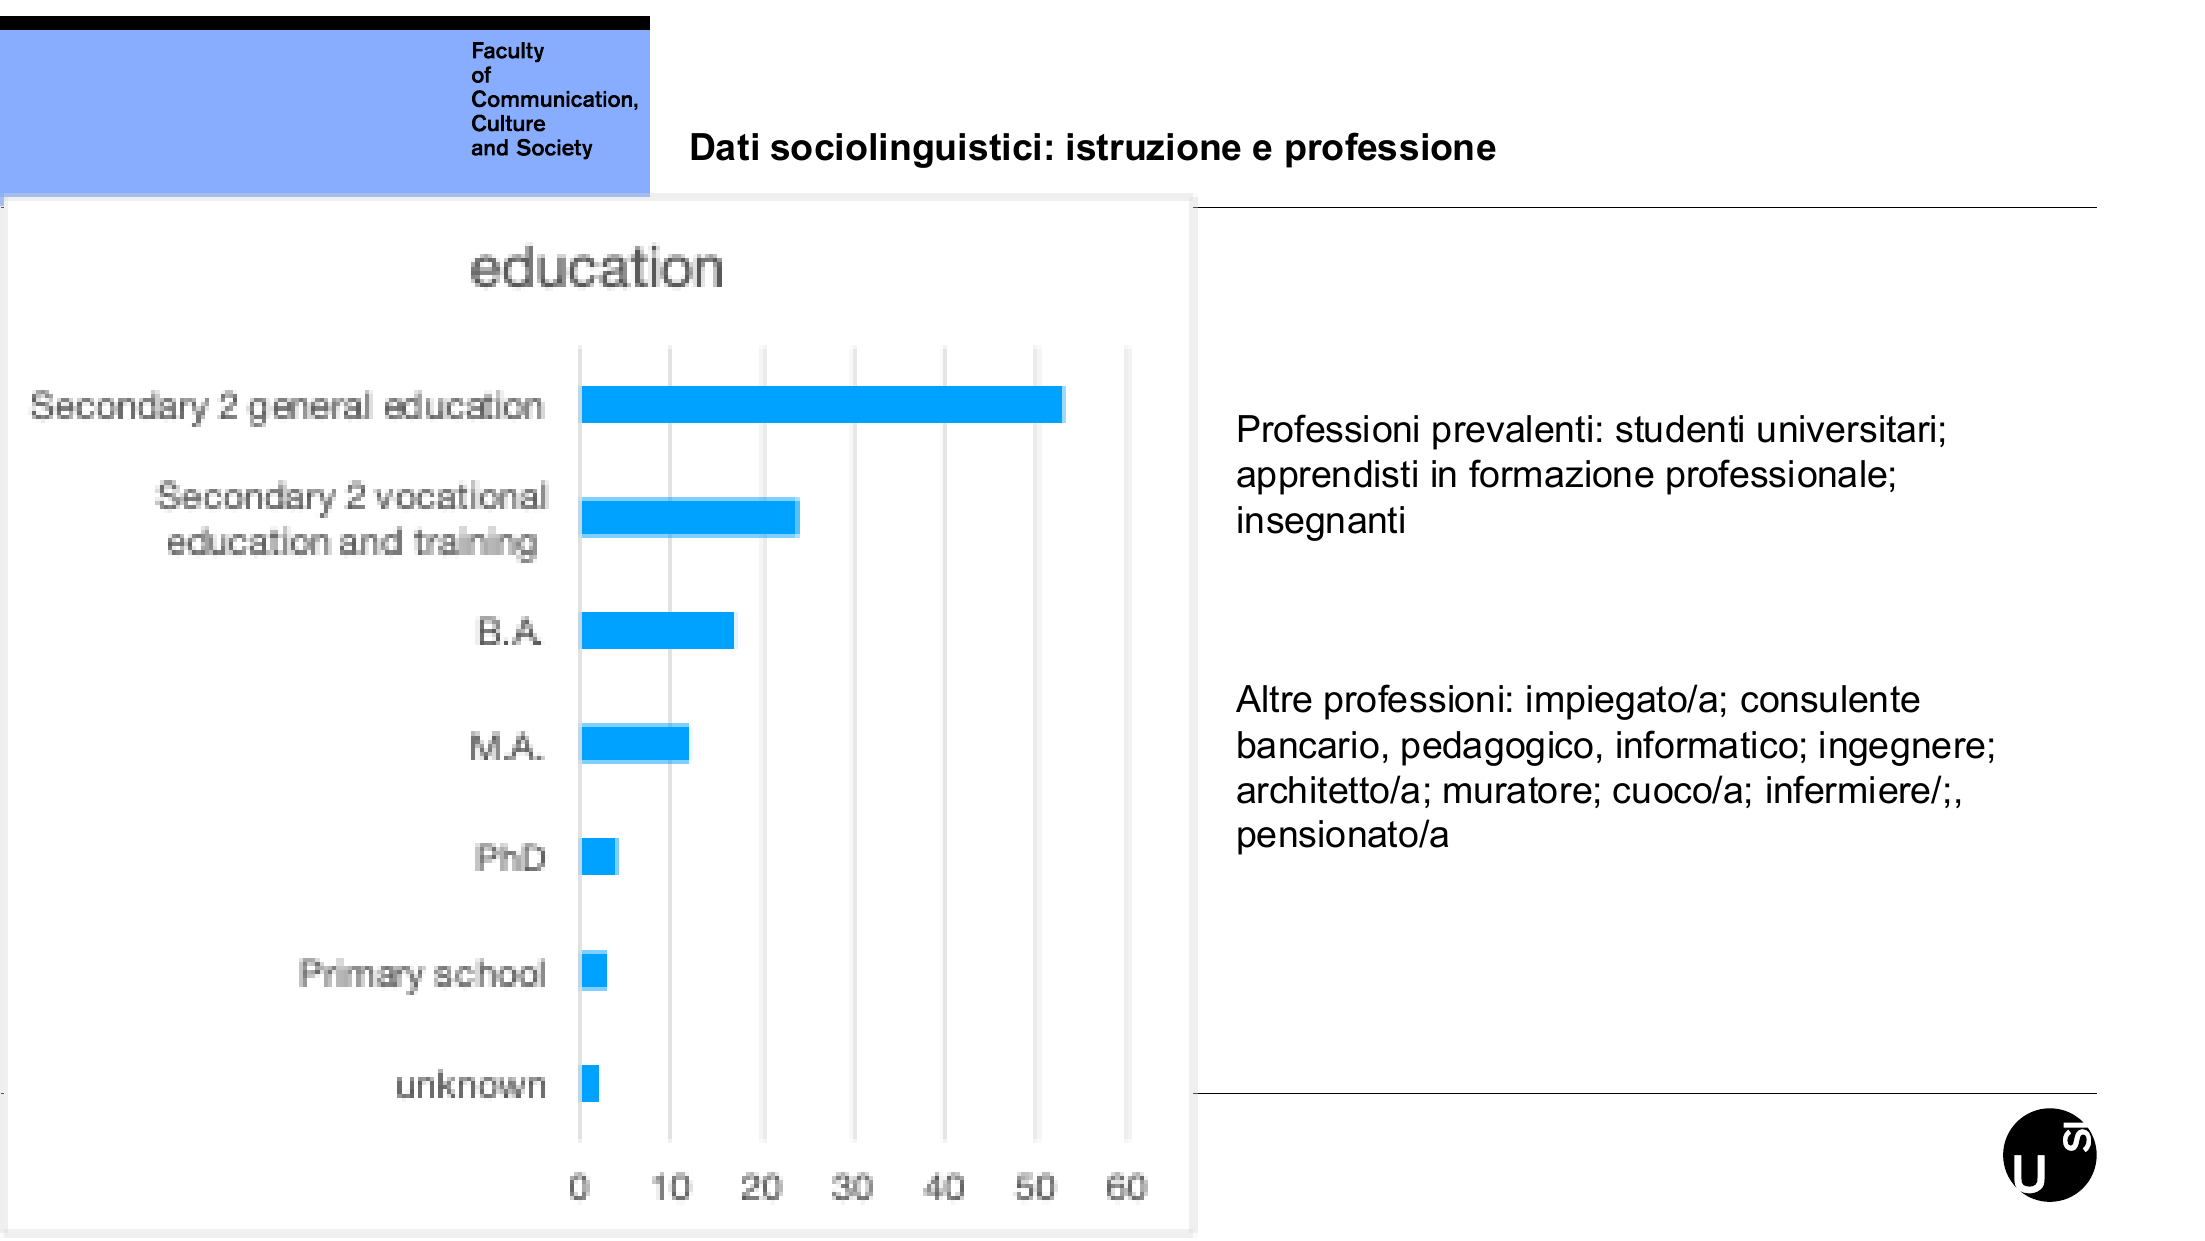 Faculty
of
Communication,
Culture
and Society
Dati sociolinguistici: istruzione e professione
education
Secondary 2 general education
Secondary 2 vocational
education and training
B.A.
M.A.
PhD
Primary school
unknown
0 10 20 30 40 50 60
Professioni prevalenti: studenti universitari;
apprendisti in formazione professionale;
insegnanti
Altre professioni: impiegato/a; consulente
bancario, pedagogico, informatico; ingegnere;
architetto/a; muratore; cuoco/a; infermiere/;,
pensionato/a
U
SI